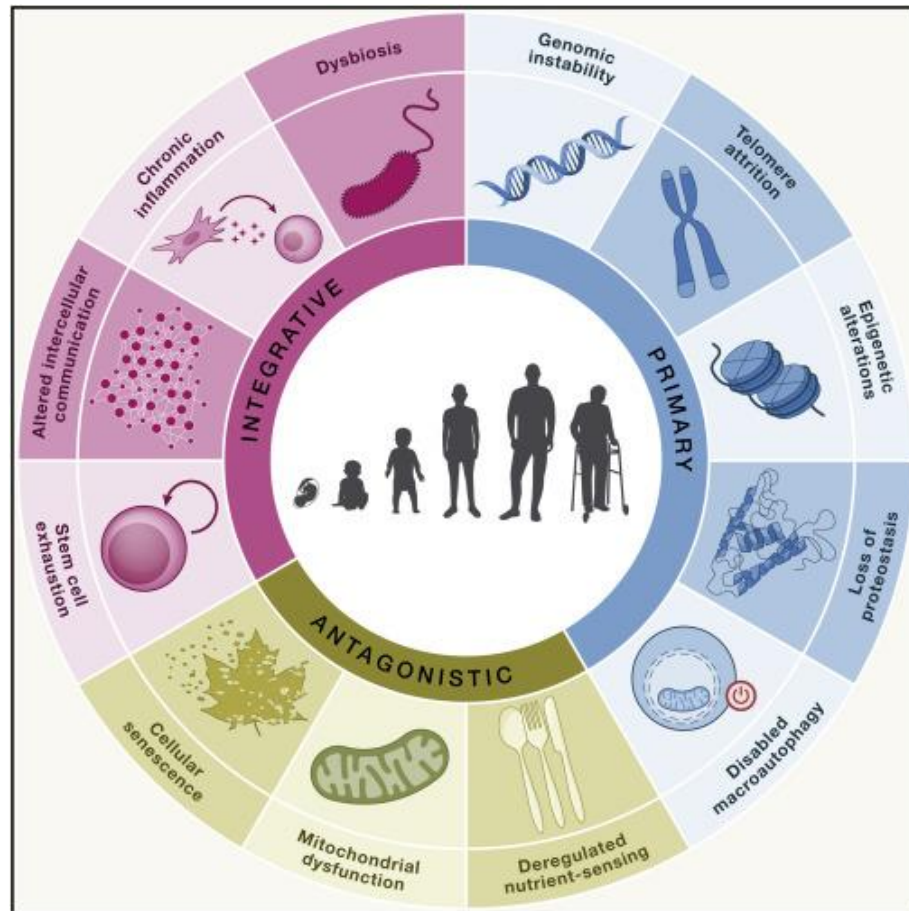 Genomic
instability
Telomere
attrition
Epigenetic
alterations
Loss of
proteostasis
Disabled
macroautophagy
Deregulated
nutrient-sensing
Mitochondrial
dysfunction
Cellular
senescence
Stem cell
exhaustion
Altered intercellular
communication
Chronic
inflammation
Dysbiosis
PRIMARY
ANTAGONISTIC
INTEGRATIVE